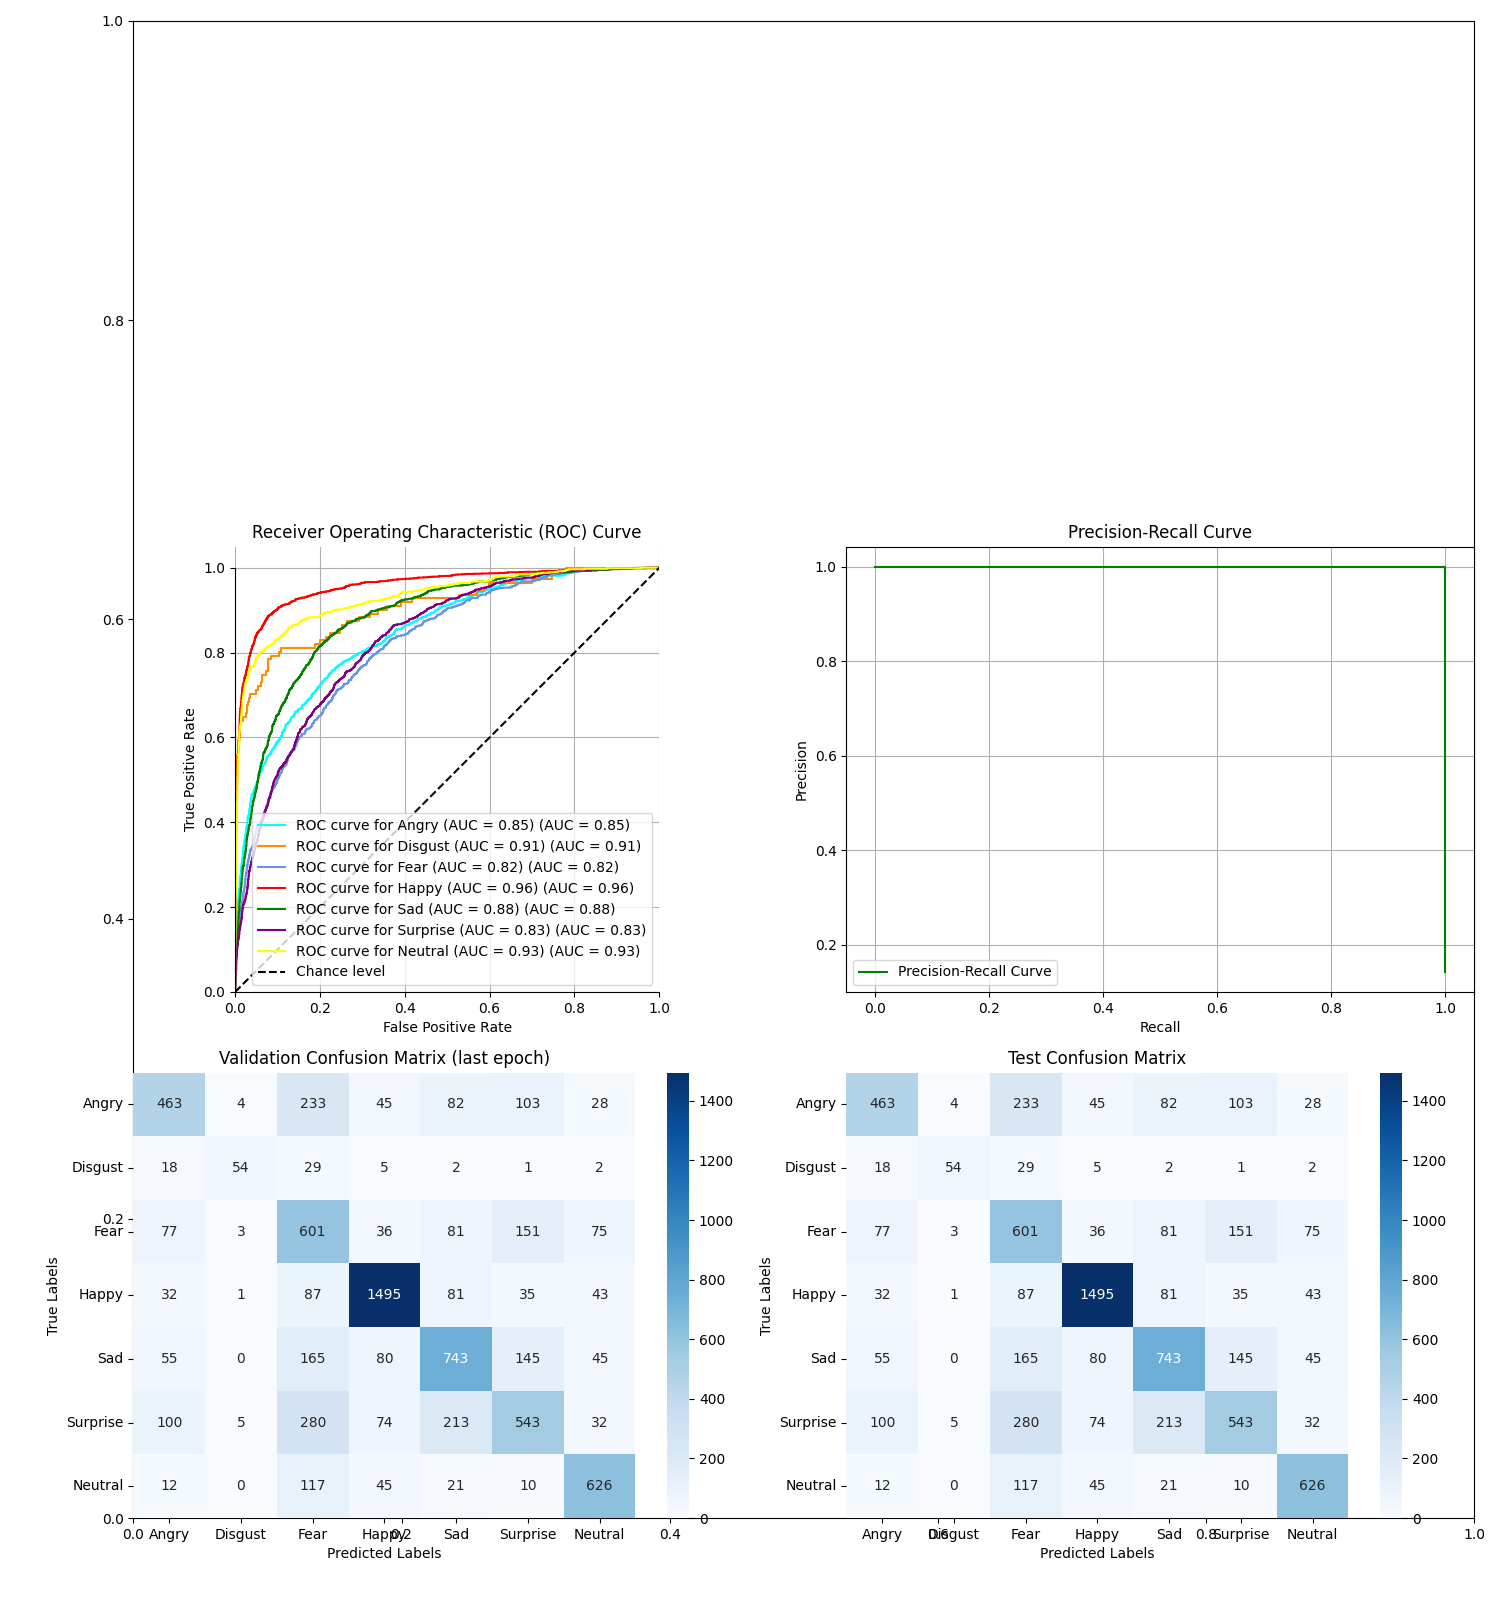 1.0
0.8
0.6
0.4
0.2
0.0
Receiver Operating Characteristic (ROC) Curve
1.0
0.8
0.6
0.4
0.2
0.0
True Positive Rate
ROC curve for Angry (AUC = 0.85) (AUC = 0.85)
ROC curve for Disgust (AUC = 0.91) (AUC = 0.91)
ROC curve for Fear (AUC = 0.82) (AUC = 0.82)
ROC curve for Happy (AUC = 0.96) (AUC = 0.96)
ROC curve for Sad (AUC = 0.88) (AUC = 0.88)
ROC curve for Surprise (AUC = 0.83) (AUC = 0.83)
ROC curve for Neutral (AUC = 0.93) (AUC = 0.93)
Chance level
0.0 0.2 0.4 0.6 0.8 1.0
False Positive Rate
Precision-Recall Curve
1.0
0.8
0.6
0.4
0.2
Precision
Precision-Recall Curve
0.0 0.2 0.4 0.6 0.8 1.0
Recall
Validation Confusion Matrix (last epoch)
True Labels
Angry 463 4 233 45 82 103 28
Disgust 18 54 29 5 2 1 2
Fear 77 3 601 36 81 151 75
Happy 32 1 87 1495 81 35 43
Sad 55 0 165 80 743 145 45
Surprise 100 5 280 74 213 543 32
Neutral 12 0 117 45 21 10 626
Angry Disgust Fear Happy Sad Surprise Neutral
Predicted Labels
1400
1200
1000
800
600
400
200
0
Test Confusion Matrix
True Labels
Angry 463 4 233 45 82 103 28
Disgust 18 54 29 5 2 1 2
Fear 77 3 601 36 81 151 75
Happy 32 1 87 1495 81 35 43
Sad 55 0 165 80 743 145 45
Surprise 100 5 280 74 213 543 32
Neutral 12 0 117 45 21 10 626
Angry Disgust Fear Happy Sad Surprise Neutral
Predicted Labels
1400
1200
1000
800
600
400
200
0
0.0 0.2 0.4 0.6 0.8 1.0